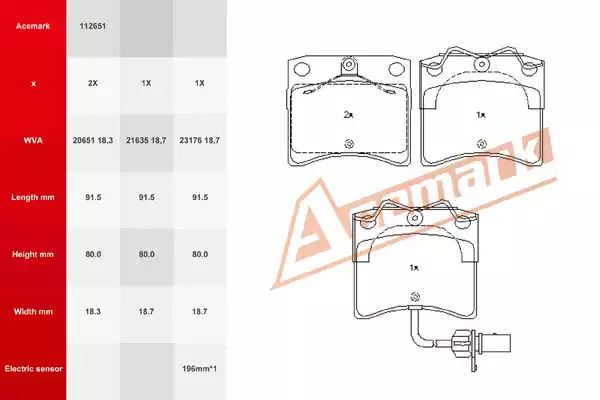 Acemark 112651
x 2X 1X 1X
WVA 20651 18,3 21635 18,7 23176 18,7
Length mm 91.5 91.5 91.5
Height mm 80.0 80.0 80.0
Width mm 18.3 18.7 18.7
Electric sensor 196mm*1
2x
1x
Acemark
1x